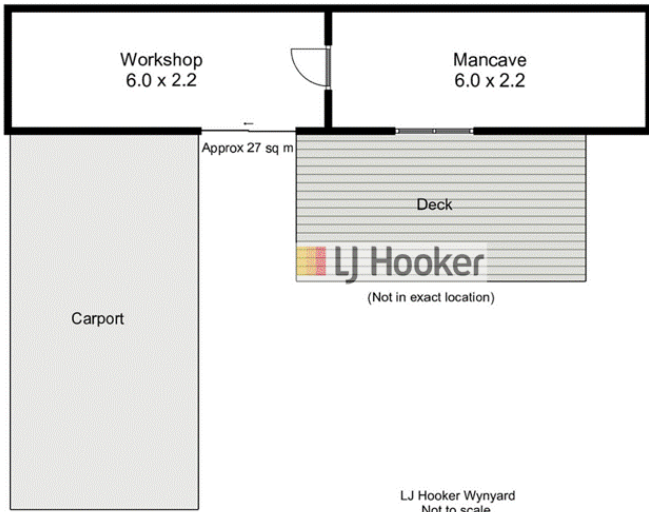 Workshop
6.0 x 2.2
Mancave
6.0 x 2.2
Approx 27 sq m
Deck
LJ Hooker
(Not in exact location)
Carport
LJ Hooker Wynyard
Not to scale